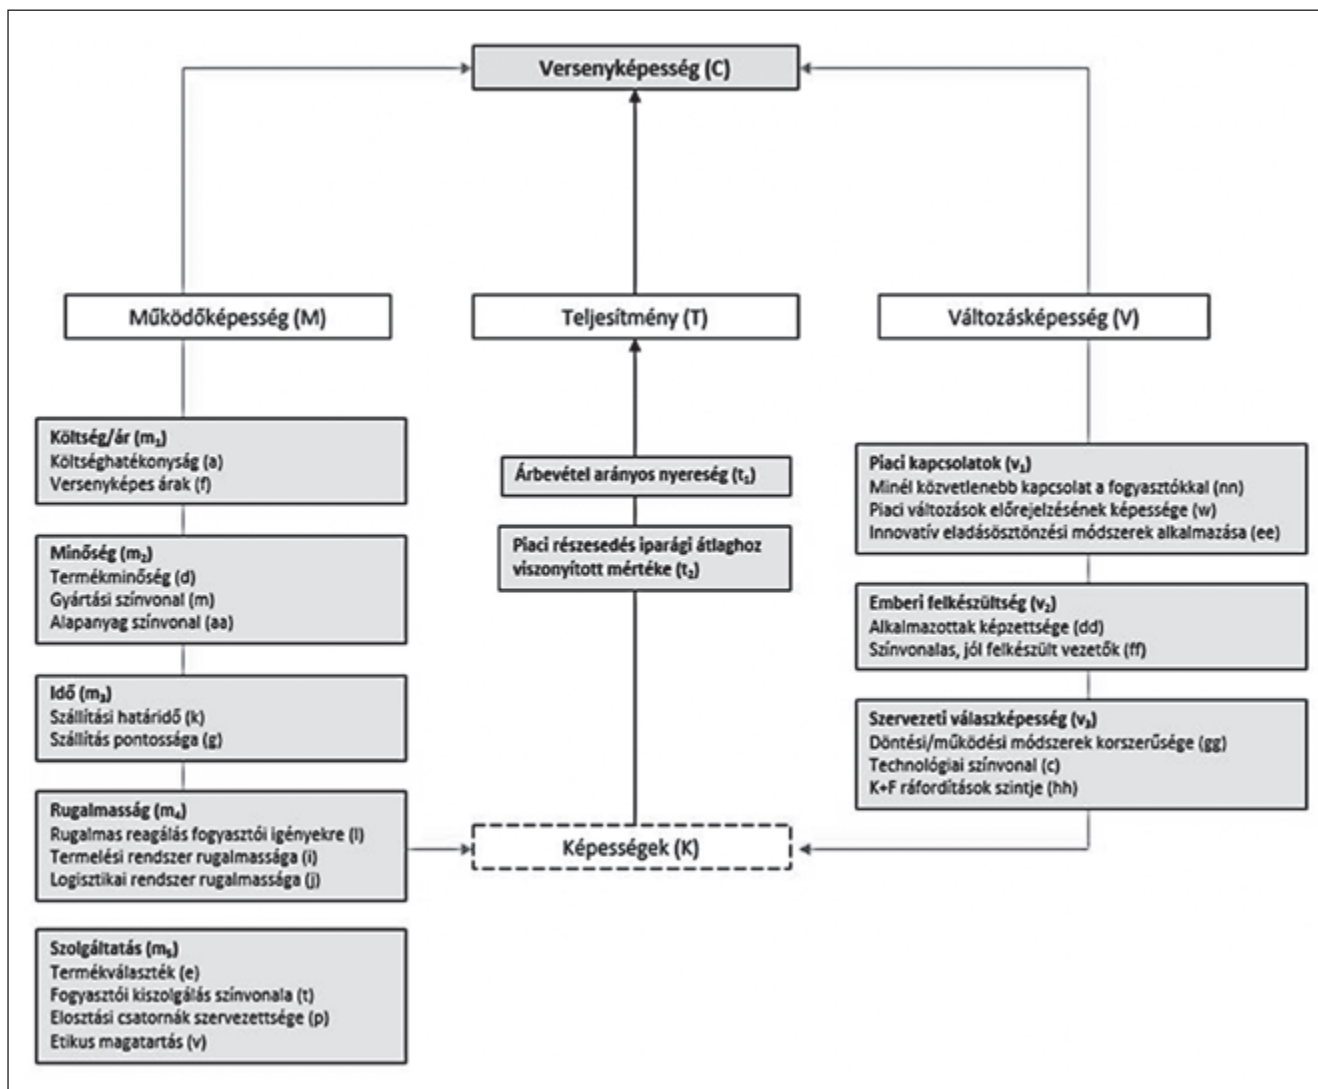 Versenyképesség (C)
Működőképesség (M)
Teljesítmény (T)
Változásképesség (V)
Költség/ár (m₁)
Költséghatékonyság (a)
Versenyképes árak (f)
Minőség (m₂)
Termékminőség (d)
Gyártási színvonal (m)
Alapanyag színvonal (aa)
Idő (m₃)
Szállítási határidő (k)
Szállítás pontossága (g)
Rugalmasság (m₄)
Rugalmas reagálás fogyasztói igényekre (l)
Termelési rendszer rugalmassága (i)
Logisztikai rendszer rugalmassága (j)
Szolgáltatás (m₅)
Termékválaszték (e)
Fogyasztói kiszolgálás színvonala (t)
Elosztási csatornák szervezettsége (p)
Etikus magatartás (v)
Árbevétel arányos nyereség (t₁)
Piaci részesedés iparági átlaghoz
viszonyított mértéke (t₂)
Képességek (K)
Piaci kapcsolatok (v₁)
Minél közvetlenebb kapcsolat a fogyasztókkal (nn)
Piaci változások előrejelzésének képessége (w)
Innovatív eladásösztönzési módszerek alkalmazása (ee)
Emberi felkészültség (v₂)
Alkalmazottak képzettsége (dd)
Színvonalas, jól felkészült vezetők (ff)
Szervezeti válaszképesség (v₃)
Döntési/működési módszerek korszerűsége (gg)
Technológiai színvonal (c)
K+F ráfordítások szintje (hh)